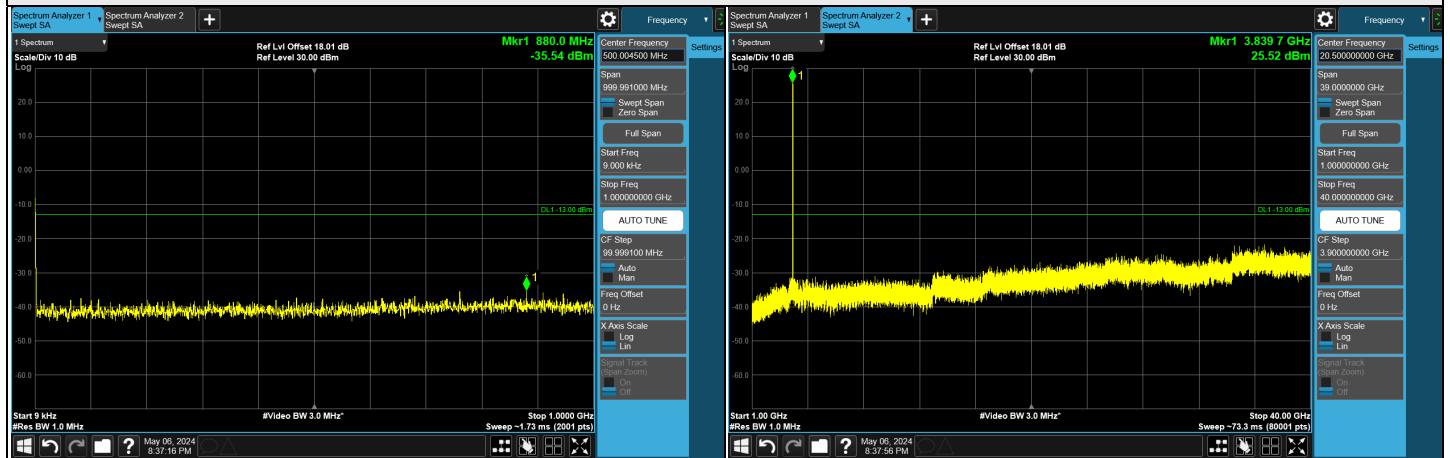 Spectrum Analyzer 1
Swept SA
Spectrum Analyzer 2
Swept SA
Frequency
1 Spectrum
Scale/Div 10 dB
Log
Ref Lvl Offset 18.01 dB
Ref Level 30.00 dBm
Mkr1 880.0 MHz
-35.54 dBm
1
20.0
10.0
0.00
-10.0
-20.0
-30.0
-40.0
-50.0
-60.0
DL1 -13.00 dBm
1
Start 9 kHz
#Res BW 1.0 MHz
#Video BW 3.0 MHz*
Stop 1.0000 GHz
Sweep ~1.73 ms (2001 pts)
Center Frequency
500.004500 MHz
Settings
Span
999.991000 MHz
Swept Span
Zero Span
Full Span
Start Freq
9.000 kHz
Stop Freq
1.000000000 GHz
AUTO TUNE
CF Step
99.999100 MHz
Auto
Man
Freq Offset
0 Hz
X Axis Scale
Log
Lin
Signal Track
(Span Zoom)
On
Off
?
May 06, 2024
8:37:16 PM
Spectrum Analyzer 1
Swept SA
Spectrum Analyzer 2
Swept SA
Frequency
1 Spectrum
Scale/Div 10 dB
Log
Ref Lvl Offset 18.01 dB
Ref Level 30.00 dBm
Mkr1 3.839 7 GHz
25.52 dBm
1
20.0
10.0
0.00
-10.0
-20.0
-30.0
-40.0
-50.0
-60.0
DL1 -13.00 dBm
Start 1.00 GHz
#Res BW 1.0 MHz
#Video BW 3.0 MHz*
Stop 40.00 GHz
Sweep ~73.3 ms (80001 pts)
Center Frequency
20.500000000 GHz
Settings
Span
39.0000000 GHz
Swept Span
Zero Span
Full Span
Start Freq
1.000000000 GHz
Stop Freq
40.000000000 GHz
AUTO TUNE
CF Step
3.900000000 GHz
Auto
Man
Freq Offset
0 Hz
X Axis Scale
Log
Lin
Signal Track
(Span Zoom)
On
Off
?
May 06, 2024
8:37:56 PM